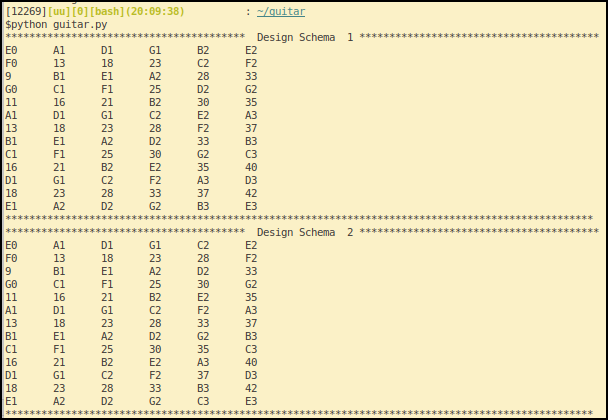 [12269][uu][0][bash](20:09:38)          : ~/guitar
$python guitar.py
****************************************  Design Schema  1 ****************************************
E0      A1      D1      G1      B2      E2
F0      13      18      23      C2      F2
9       B1      E1      A2      28      33
G0      C1      F1      25      D2      G2
11      16      21      B2      30      35
A1      D1      G1      C2      E2      A3
13      18      23      28      F2      37
B1      E1      A2      D2      33      B3
C1      F1      25      30      G2      C3
16      21      B2      E2      35      40
D1      G1      C2      F2      A3      D3
18      23      28      33      37      42
E1      A2      D2      G2      B3      E3
**************************************************************************************************
****************************************  Design Schema  2 ****************************************
E0      A1      D1      G1      C2      E2
F0      13      18      23      28      F2
9       B1      E1      A2      D2      33
G0      C1      F1      25      30      G2
11      16      21      B2      E2      35
A1      D1      G1      C2      F2      A3
13      18      23      28      33      37
B1      E1      A2      D2      G2      B3
C1      F1      25      30      35      C3
16      21      B2      E2      A3      40
D1      G1      C2      F2      37      D3
18      23      28      33      B3      42
E1      A2      D2      G2      C3      E3
**************************************************************************************************